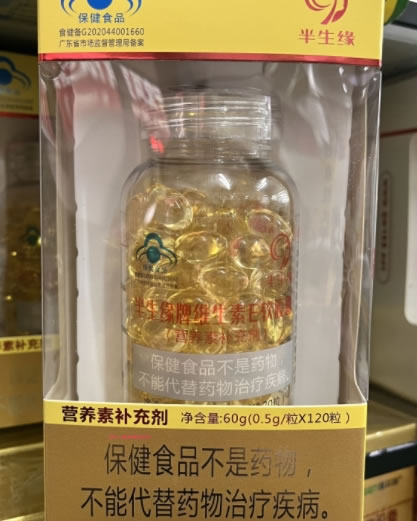 保健食品
食健备G202044001660
广东省市场监督管理局备案
半生缘
半生缘牌维生素E软胶囊
(营养素补充剂)
保健食品不是药物，
不能代替药物治疗疾病。
营养素补充剂 净含量:60g(0.5g/粒X120粒)
保健食品不是药物，
不能代替药物治疗疾病。